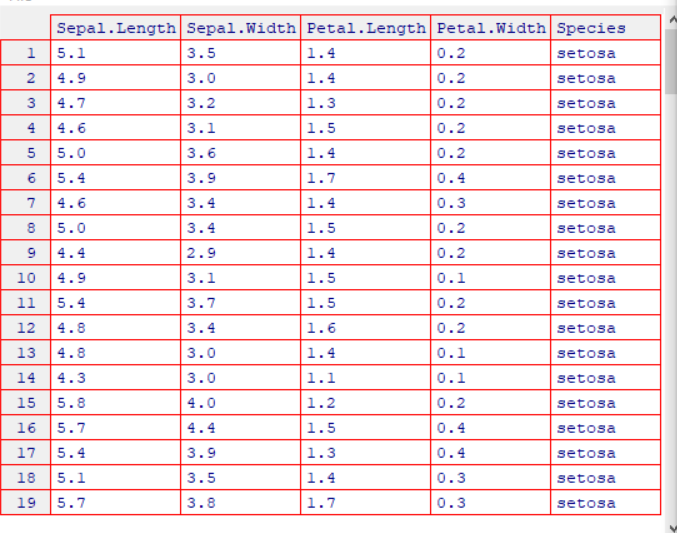 Sepal.Length Sepal.Width Petal.Length Petal.Width Species
1 5.1 3.5 1.4 0.2 setosa
2 4.9 3.0 1.4 0.2 setosa
3 4.7 3.2 1.3 0.2 setosa
4 4.6 3.1 1.5 0.2 setosa
5 5.0 3.6 1.4 0.2 setosa
6 5.4 3.9 1.7 0.4 setosa
7 4.6 3.4 1.4 0.3 setosa
8 5.0 3.4 1.5 0.2 setosa
9 4.4 2.9 1.4 0.2 setosa
10 4.9 3.1 1.5 0.1 setosa
11 5.4 3.7 1.5 0.2 setosa
12 4.8 3.4 1.6 0.2 setosa
13 4.8 3.0 1.4 0.1 setosa
14 4.3 3.0 1.1 0.1 setosa
15 5.8 4.0 1.2 0.2 setosa
16 5.7 4.4 1.5 0.4 setosa
17 5.4 3.9 1.3 0.4 setosa
18 5.1 3.5 1.4 0.3 setosa
19 5.7 3.8 1.7 0.3 setosa